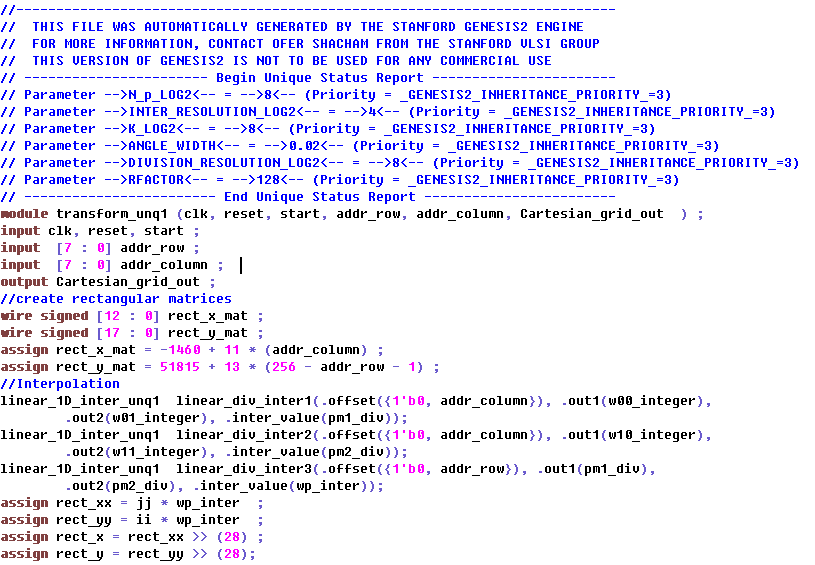 //---------------------------------------------------------------------------
//  THIS FILE WAS AUTOMATICALLY GENERATED BY THE STANFORD GENESIS2 ENGINE
//  FOR MORE INFORMATION, CONTACT OFER SHACHAM FROM THE STANFORD VLSI GROUP
//  THIS VERSION OF GENESIS2 IS NOT TO BE USED FOR ANY COMMERCIAL USE
// ----------------------- Begin Unique Status Report -----------------------
// Parameter -->N_p_LOG2<-- = -->8<-- (Priority = _GENESIS2_INHERITANCE_PRIORITY_=3)
// Parameter -->INTER_RESOLUTION_LOG2<-- = -->4<-- (Priority = _GENESIS2_INHERITANCE_PRIORITY_=3)
// Parameter -->K_LOG2<-- = -->8<-- (Priority = _GENESIS2_INHERITANCE_PRIORITY_=3)
// Parameter -->ANGLE_WIDTH<-- = -->0.02<-- (Priority = _GENESIS2_INHERITANCE_PRIORITY_=3)
// Parameter -->DIVISION_RESOLUTION_LOG2<-- = -->8<-- (Priority = _GENESIS2_INHERITANCE_PRIORITY_=3)
// Parameter -->RFACTOR<-- = -->128<-- (Priority = _GENESIS2_INHERITANCE_PRIORITY_=3)
// ------------------------ End Unique Status Report ------------------------
module transform_unq1 (clk, reset, start, addr_row, addr_column, Cartesian_grid_out  ) ;
input clk, reset, start ;
input  [7 : 0] addr_row ;
input  [7 : 0] addr_column ;
output Cartesian_grid_out ;
//create rectangular matrices
wire signed [12 : 0] rect_x_mat ;
wire signed [17 : 0] rect_y_mat ;
assign rect_x_mat = -1460 + 11 * (addr_column) ;
assign rect_y_mat = 51815 + 13 * (256 - addr_row - 1) ;
//Interpolation
linear_1D_inter_unq1  linear_div_inter1(.offset({1'b0, addr_column}), .out1(w00_integer),
        .out2(w01_integer), .inter_value(pm1_div));
linear_1D_inter_unq1  linear_div_inter2(.offset({1'b0, addr_column}), .out1(w10_integer),
        .out2(w11_integer), .inter_value(pm2_div));
linear_1D_inter_unq1  linear_div_inter3(.offset({1'b0, addr_row}), .out1(pm1_div),
        .out2(pm2_div), .inter_value(wp_inter));
assign rect_xx = jj * wp_inter  ;
assign rect_yy = ii * wp_inter  ;
assign rect_x = rect_xx >> (28) ;
assign rect_y = rect_yy >> (28);